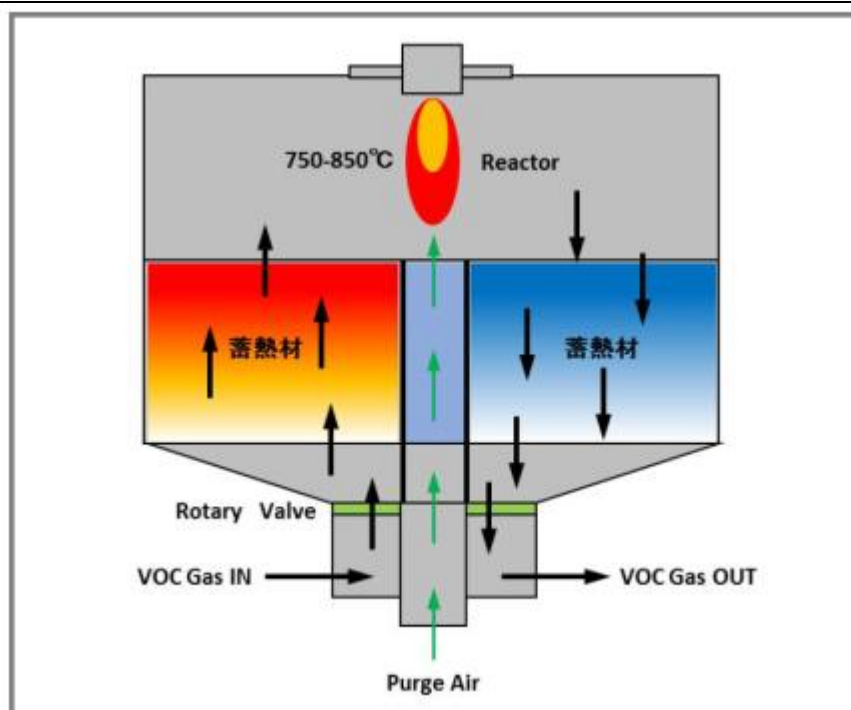 750-850℃
Reactor
蓄熱材
蓄熱材
Rotary Valve
VOC Gas IN
VOC Gas OUT
Purge Air